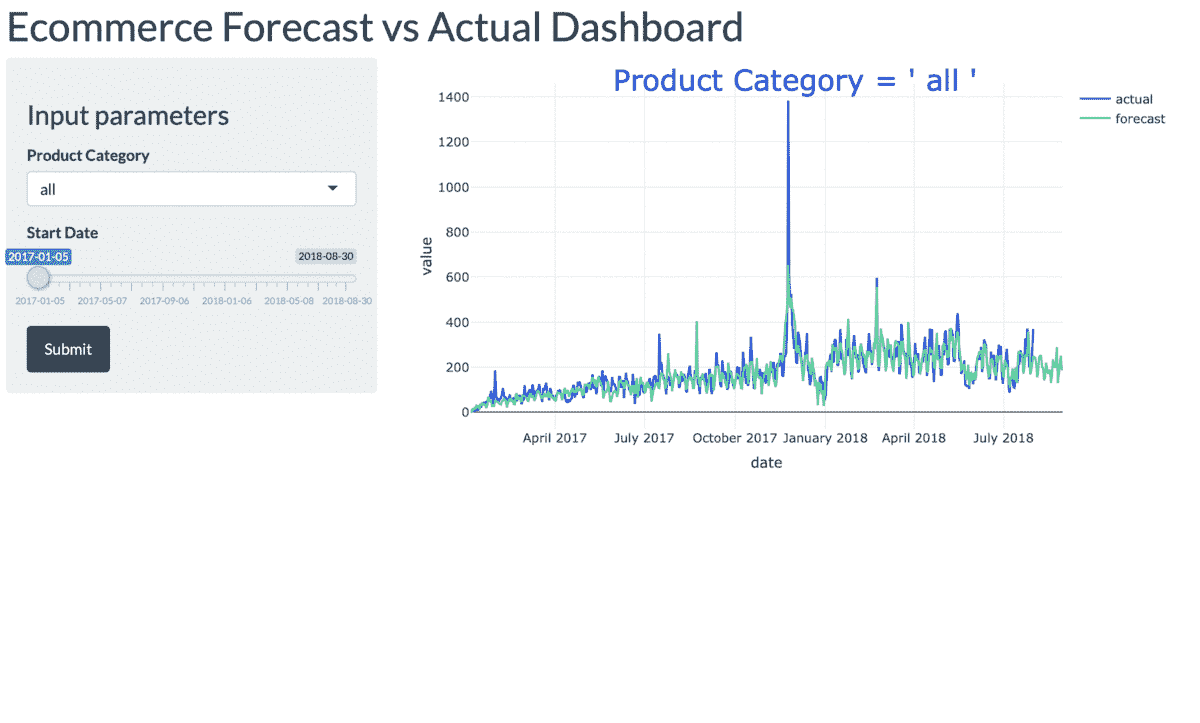 Ecommerce Forecast vs Actual Dashboard
Input parameters
Product Category
all
Start Date
2017-01-05
2018-08-30
2017-01-05 2017-05-07 2017-09-06 2018-01-06 2018-05-08 2018-08-30
Submit
Product Category = ' all '
1400
1200
1000
800
600
400
200
0
value
April 2017 July 2017 October 2017 January 2018 April 2018 July 2018
date
actual
forecast